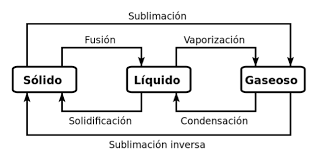 Sublimación
Fusión
Vaporización
Sólido
Líquido
Gaseoso
Solidificación
Condensación
Sublimación inversa